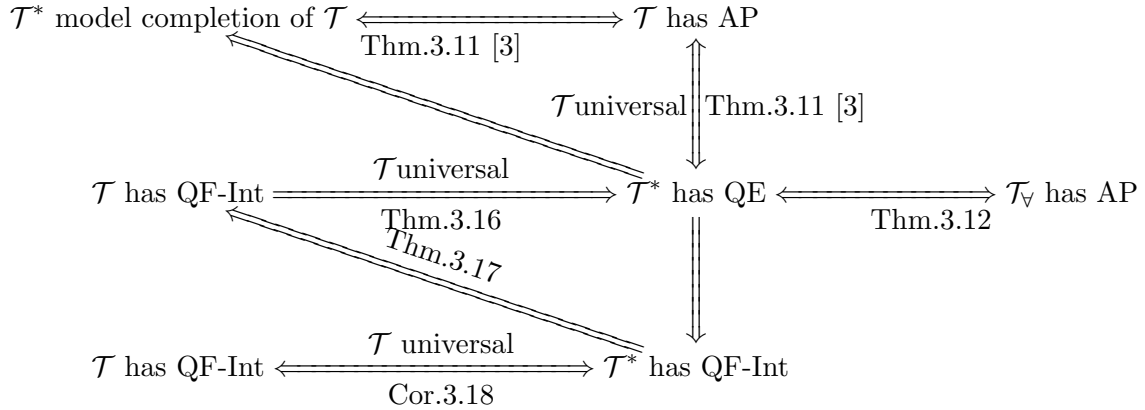 𝒯* model completion of 𝒯 ⟺ 𝒯 has AP
Thm.3.11 [3]
𝒯universal Thm.3.11 [3]
𝒯universal
𝒯 has QF-Int ⟹ 𝒯* has QE ⟺ 𝒯∀ has AP
Thm.3.16 Thm.3.12
Thm.3.17
𝒯 universal
𝒯 has QF-Int ⟺ 𝒯* has QF-Int
Cor.3.18